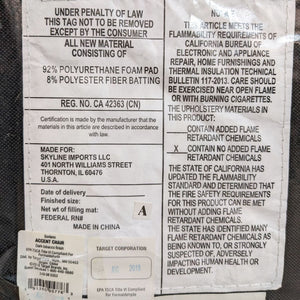 UNDER PENALTY OF LAW
THIS TAG NOT TO BE REMOVED
EXCEPT BY THE CONSUMER
ALL NEW MATERIAL
CONSISTING OF
92% POLYURETHANE FOAM PAD
8% POLYESTER FIBER BATTING
REG. NO. CA 42363 (CN)
Certification is made by the manufacturer that the
materials in this article are described in accordance
with law.
MADE FOR:
SKYLINE IMPORTS LLC
401 NORTH WILLIAMS STREET
THORNTON, IL 60476
U.S.A.
Date of delivery:
Finished size:
Net wt of filling mat:
FEDERAL RN#
A
ACCENT CHAIR
TARGET CORPORATION
2019
EPA TSCA Title VI Compliant for
Formaldehyde
THIS ARTICLE MEETS THE
FLAMMABILITY REQUIREMENTS OF
CALIFORNIA BUREAU OF
ELECTRONIC AND APPLIANCE
REPAIR, HOME FURNISHINGS AND
THERMAL INSULATION TECHNICAL
BULLETIN 117-2013. CARE SHOULD
BE EXERCISED NEAR OPEN FLAME
OR WITH BURNING CIGARETTES.
THE UPHOLSTERY MATERIALS IN
THIS PRODUCT:
CONTAIN ADDED FLAME
RETARDANT CHEMICALS
X CONTAIN NO ADDED FLAME
RETARDANT CHEMICALS
THE STATE OF CALIFORNIA HAS
UPDATED THE FLAMMABILITY
STANDARD AND DETERMINED THAT
THE FIRE SAFETY REQUIREMENTS
FOR THIS PRODUCT CAN BE MET
WITHOUT ADDING FLAME
RETARDANT CHEMICALS. THE
STATE HAS IDENTIFIED MANY
FLAME RETARDANT CHEMICALS AS
BEING KNOWN TO, OR STRONGLY
SUSPECTED OF, ADVERSELY
IMPACTING HUMAN HEALTH OR
DEVELOPMENT.